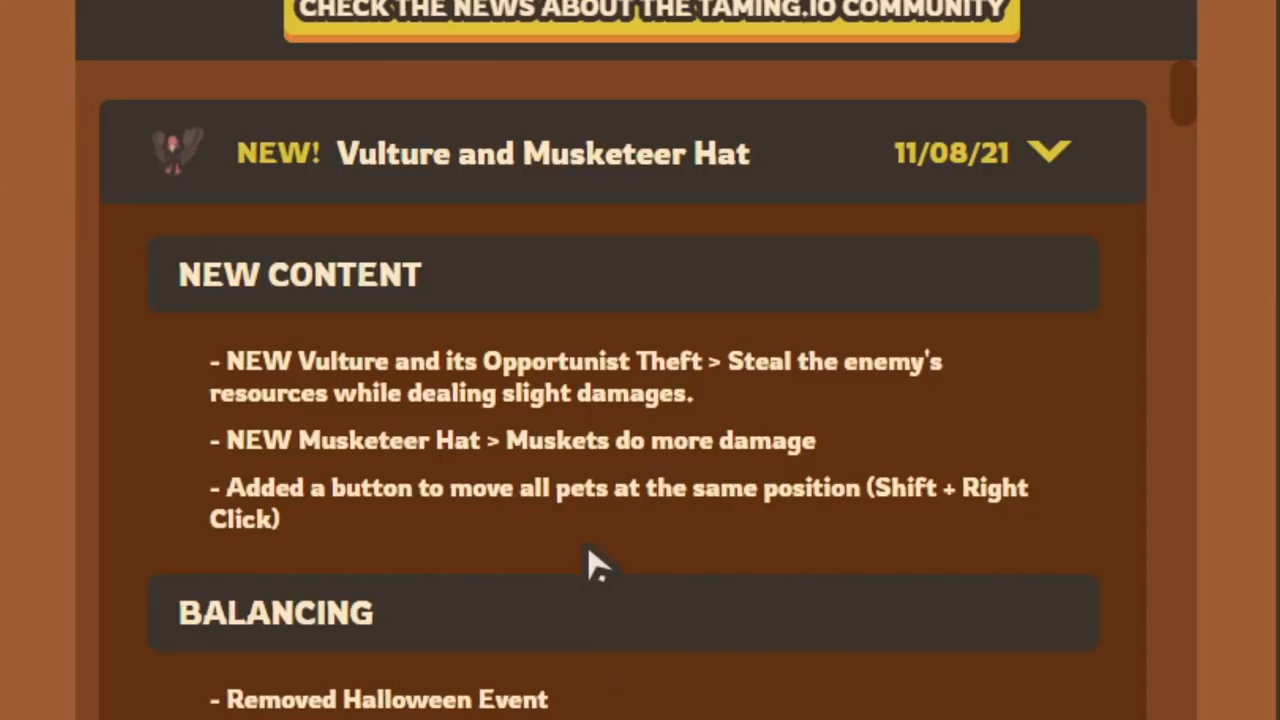 CHECK THE NEWS ABOUT THE TAMING.IO COMMUNITY
NEW! Vulture and Musketeer Hat 11/08/21
NEW CONTENT
- NEW Vulture and its Opportunist Theft > Steal the enemy's
resources while dealing slight damages.
- NEW Musketeer Hat > Muskets do more damage
- Added a button to move all pets at the same position (Shift + Right
Click)
BALANCING
- Removed Halloween Event